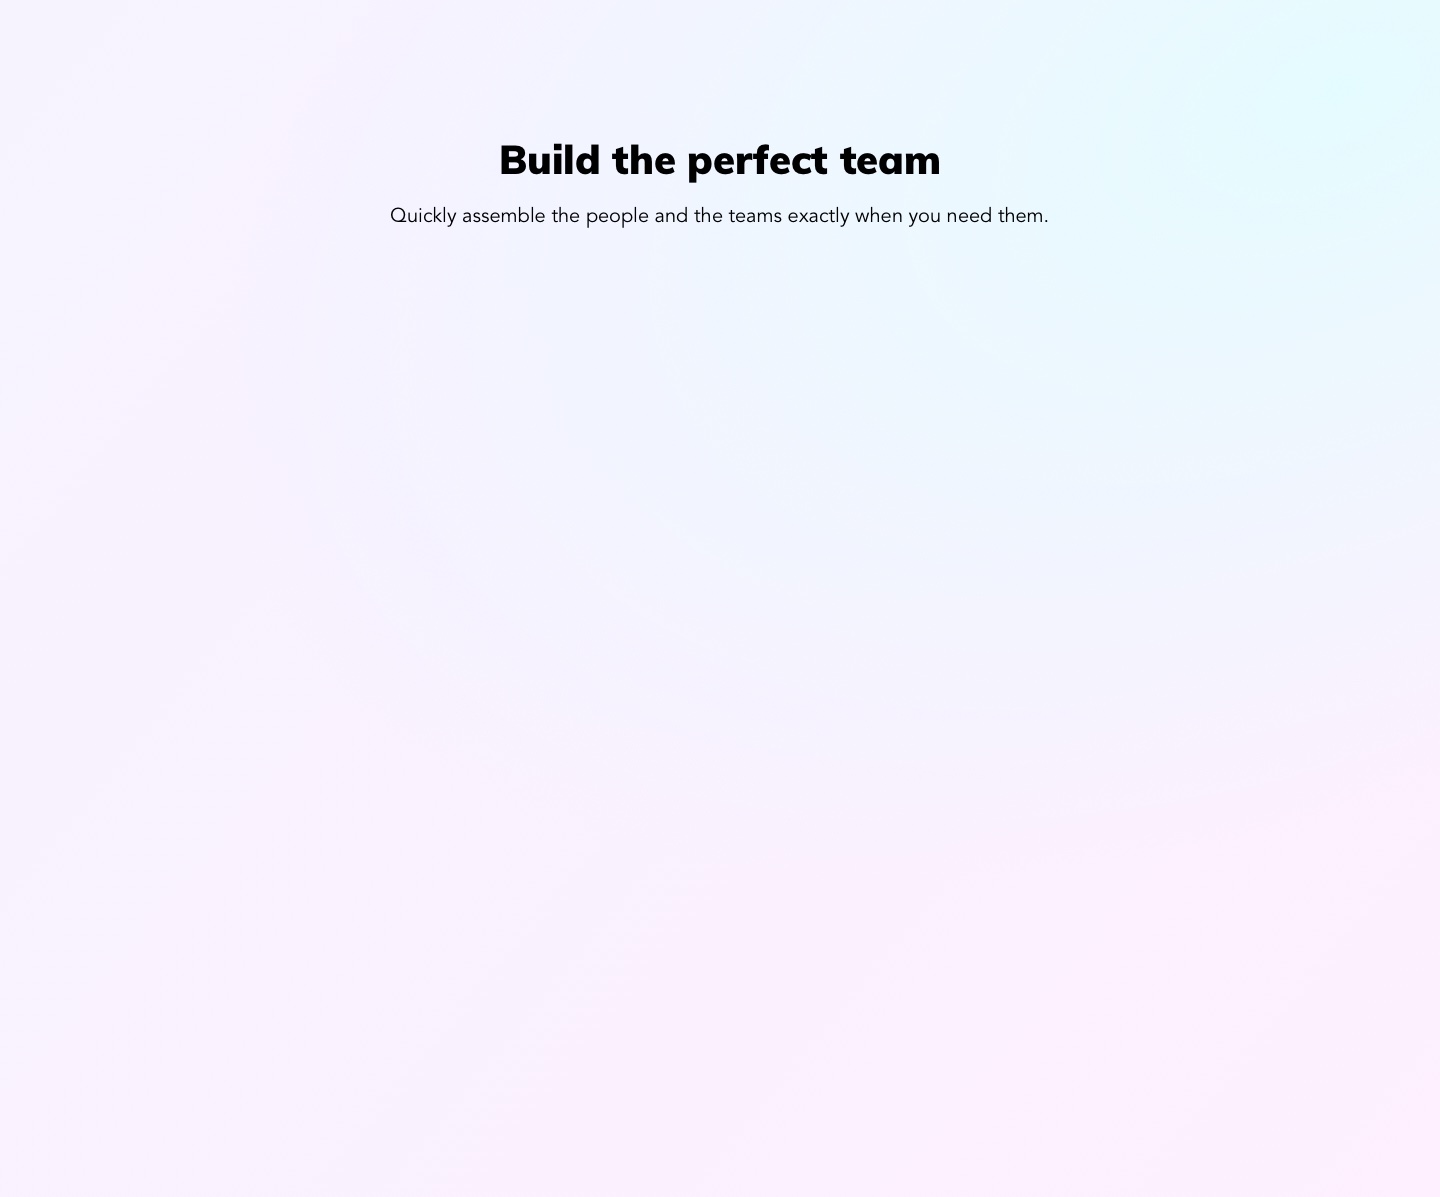 Build the perfect team
Quickly assemble the people and the teams exactly when you need them.